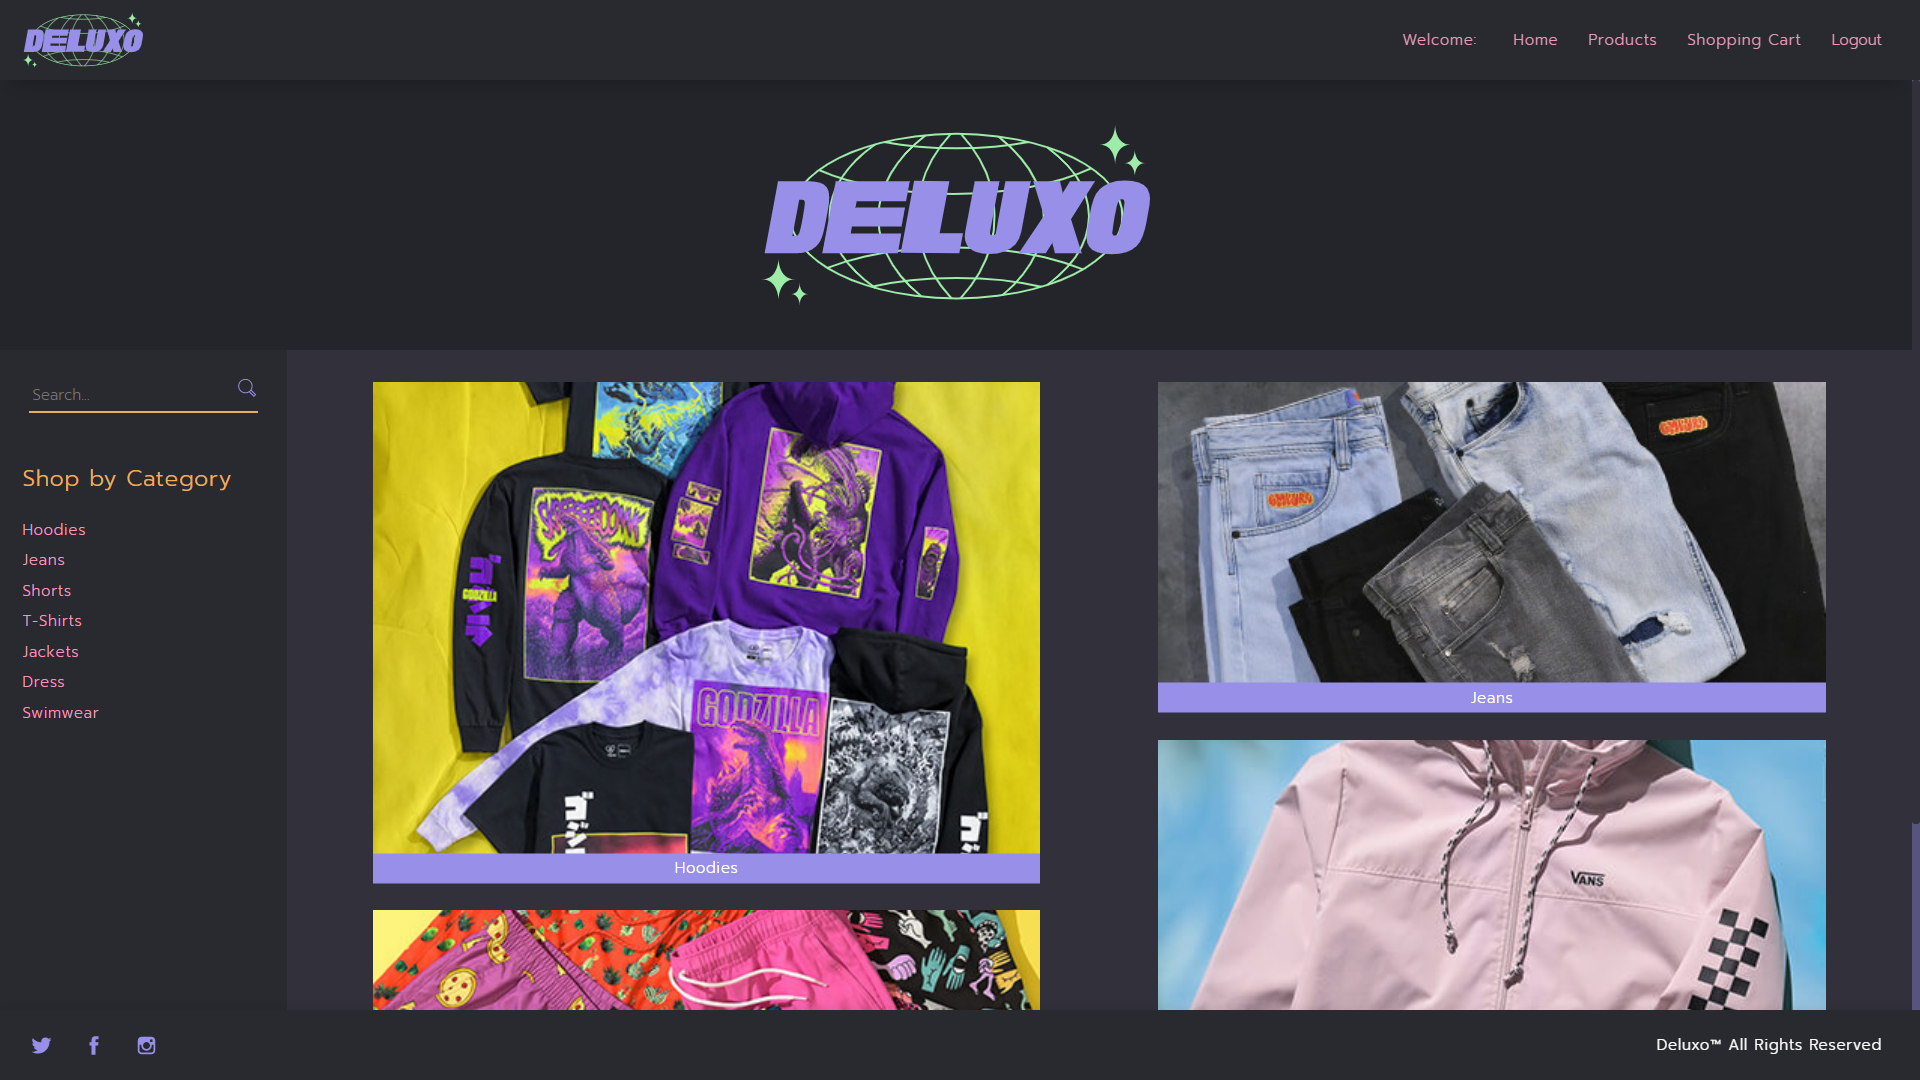 DELUXO
Welcome: Home Products Shopping Cart Logout
DELUXO
Search...
Shop by Category
Hoodies
Jeans
Shorts
T-Shirts
Jackets
Dress
Swimwear
GODZILLA
GODZILLA
Hoodies
Jeans
VANS
Deluxo™ All Rights Reserved